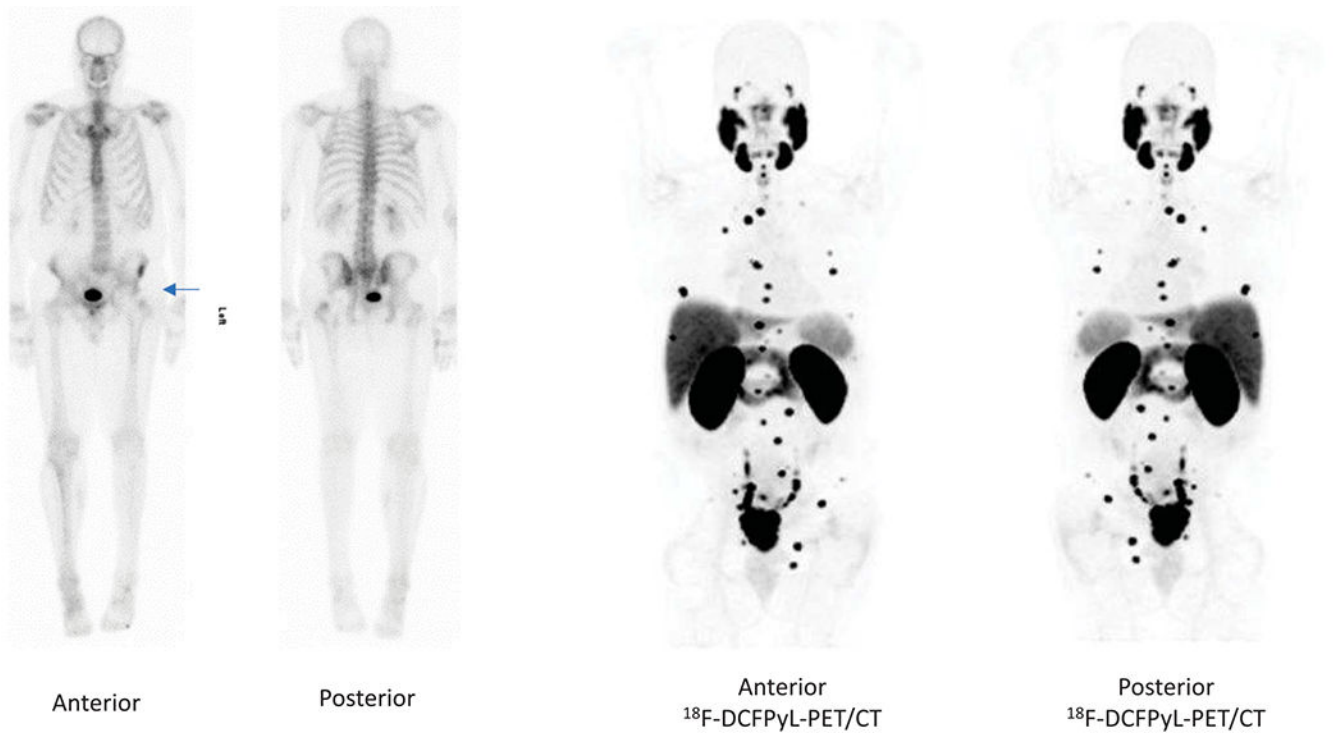 Left
Anterior
Posterior
Anterior
¹⁸F-DCFPyL-PET/CT
Posterior
¹⁸F-DCFPyL-PET/CT